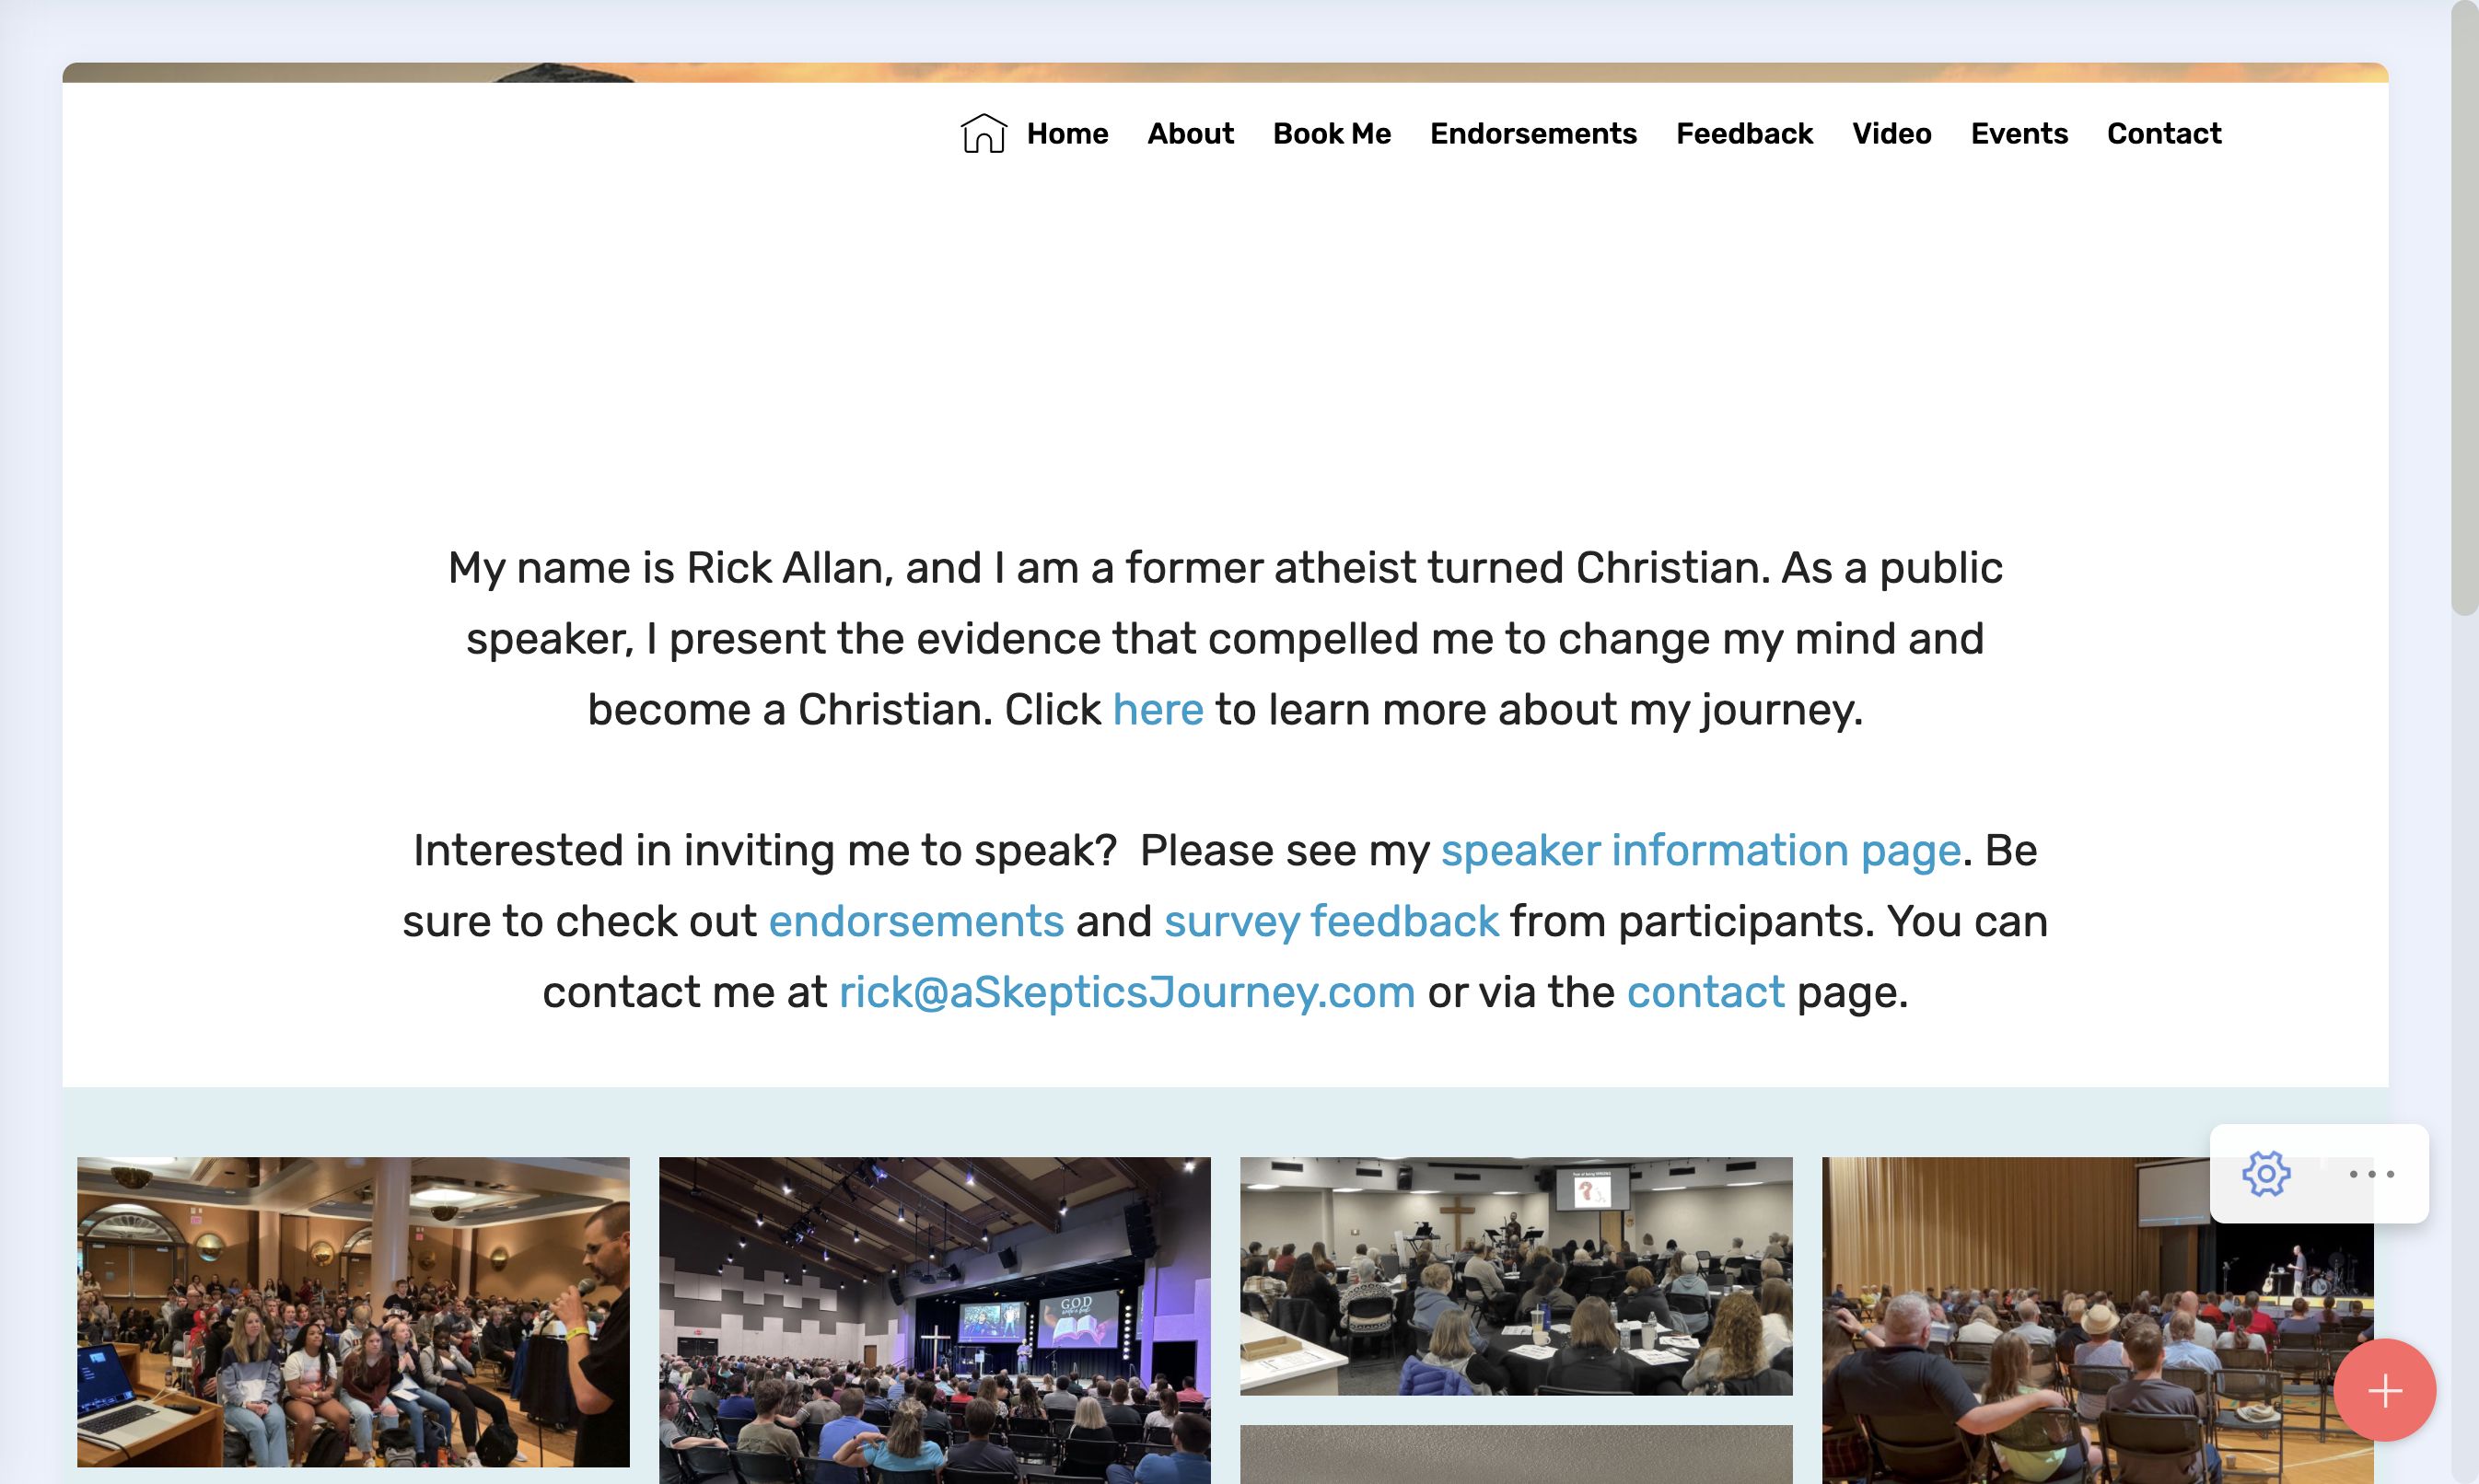 Home About Book Me Endorsements Feedback Video Events Contact
My name is Rick Allan, and I am a former atheist turned Christian. As a public
speaker, I present the evidence that compelled me to change my mind and
become a Christian. Click here to learn more about my journey.
Interested in inviting me to speak?  Please see my speaker information page. Be
sure to check out endorsements and survey feedback from participants. You can
contact me at rick@aSkepticsJourney.com or via the contact page.
GOD